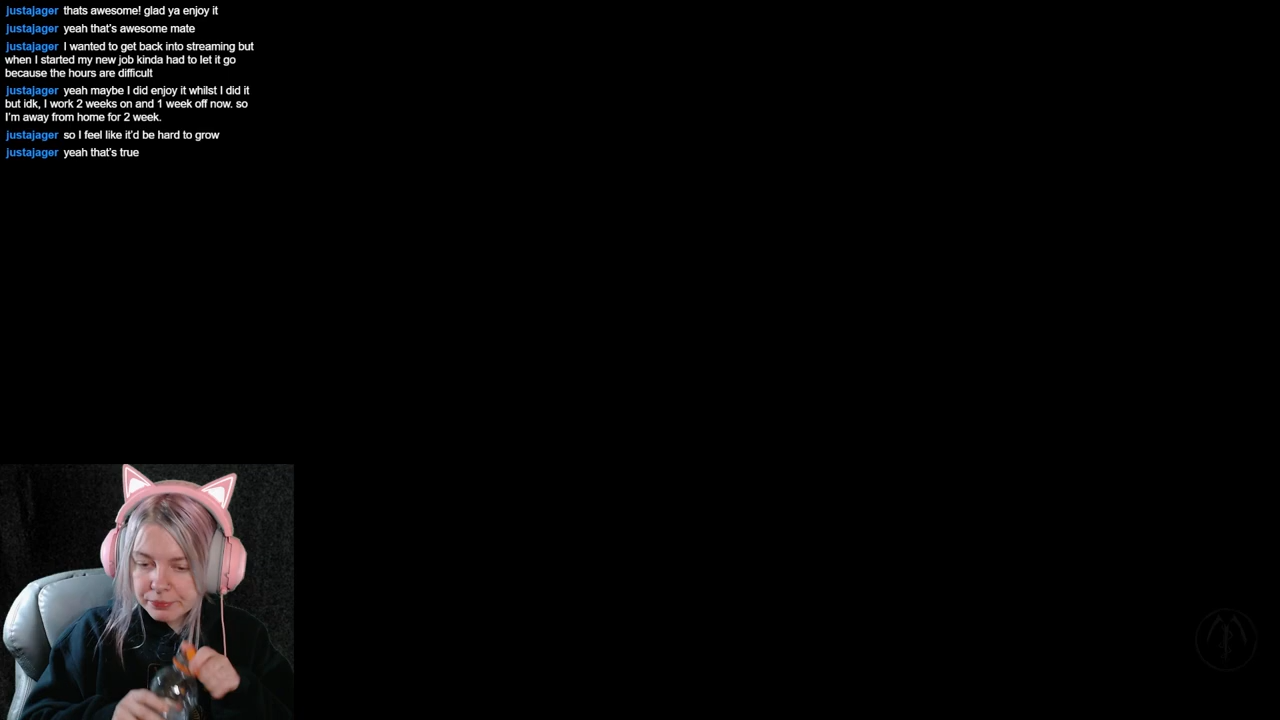 justajager thats awesome! glad ya enjoy it
justajager yeah that's awesome mate
justajager I wanted to get back into streaming but
when I started my new job kinda had to let it go
because the hours are difficult
justajager yeah maybe I did enjoy it whilst I did it
but idk, I work 2 weeks on and 1 week off now. so
I'm away from home for 2 week.
justajager so I feel like it'd be hard to grow
justajager yeah that's true